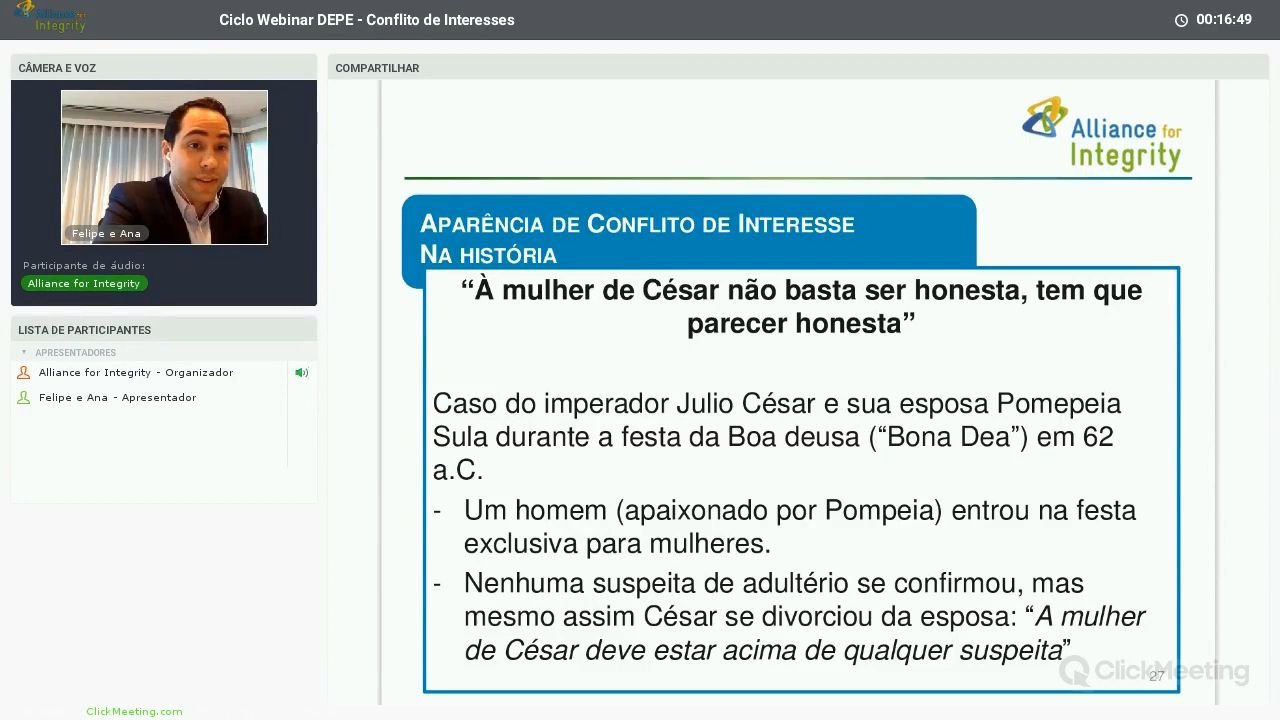 Alliance for
Integrity
Ciclo Webinar DEPE - Conflito de Interesses
00:16:49
CÂMERA E VOZ
Felipe e Ana
Participante de áudio:
Alliance for Integrity
LISTA DE PARTICIPANTES
APRESENTADORES
Alliance for Integrity - Organizador
Felipe e Ana - Apresentador
ClickMeeting.com
COMPARTILHAR
Alliance for
Integrity
APARÊNCIA DE CONFLITO DE INTERESSE
NA HISTÓRIA
“À mulher de César não basta ser honesta, tem que
parecer honesta”
Caso do imperador Julio César e sua esposa Pomepeia
Sula durante a festa da Boa deusa (“Bona Dea”) em 62
a.C.
- Um homem (apaixonado por Pompeia) entrou na festa
exclusiva para mulheres.
- Nenhuma suspeita de adultério se confirmou, mas
mesmo assim César se divorciou da esposa: “A mulher
de César deve estar acima de qualquer suspeita”
ClickMeeting
27